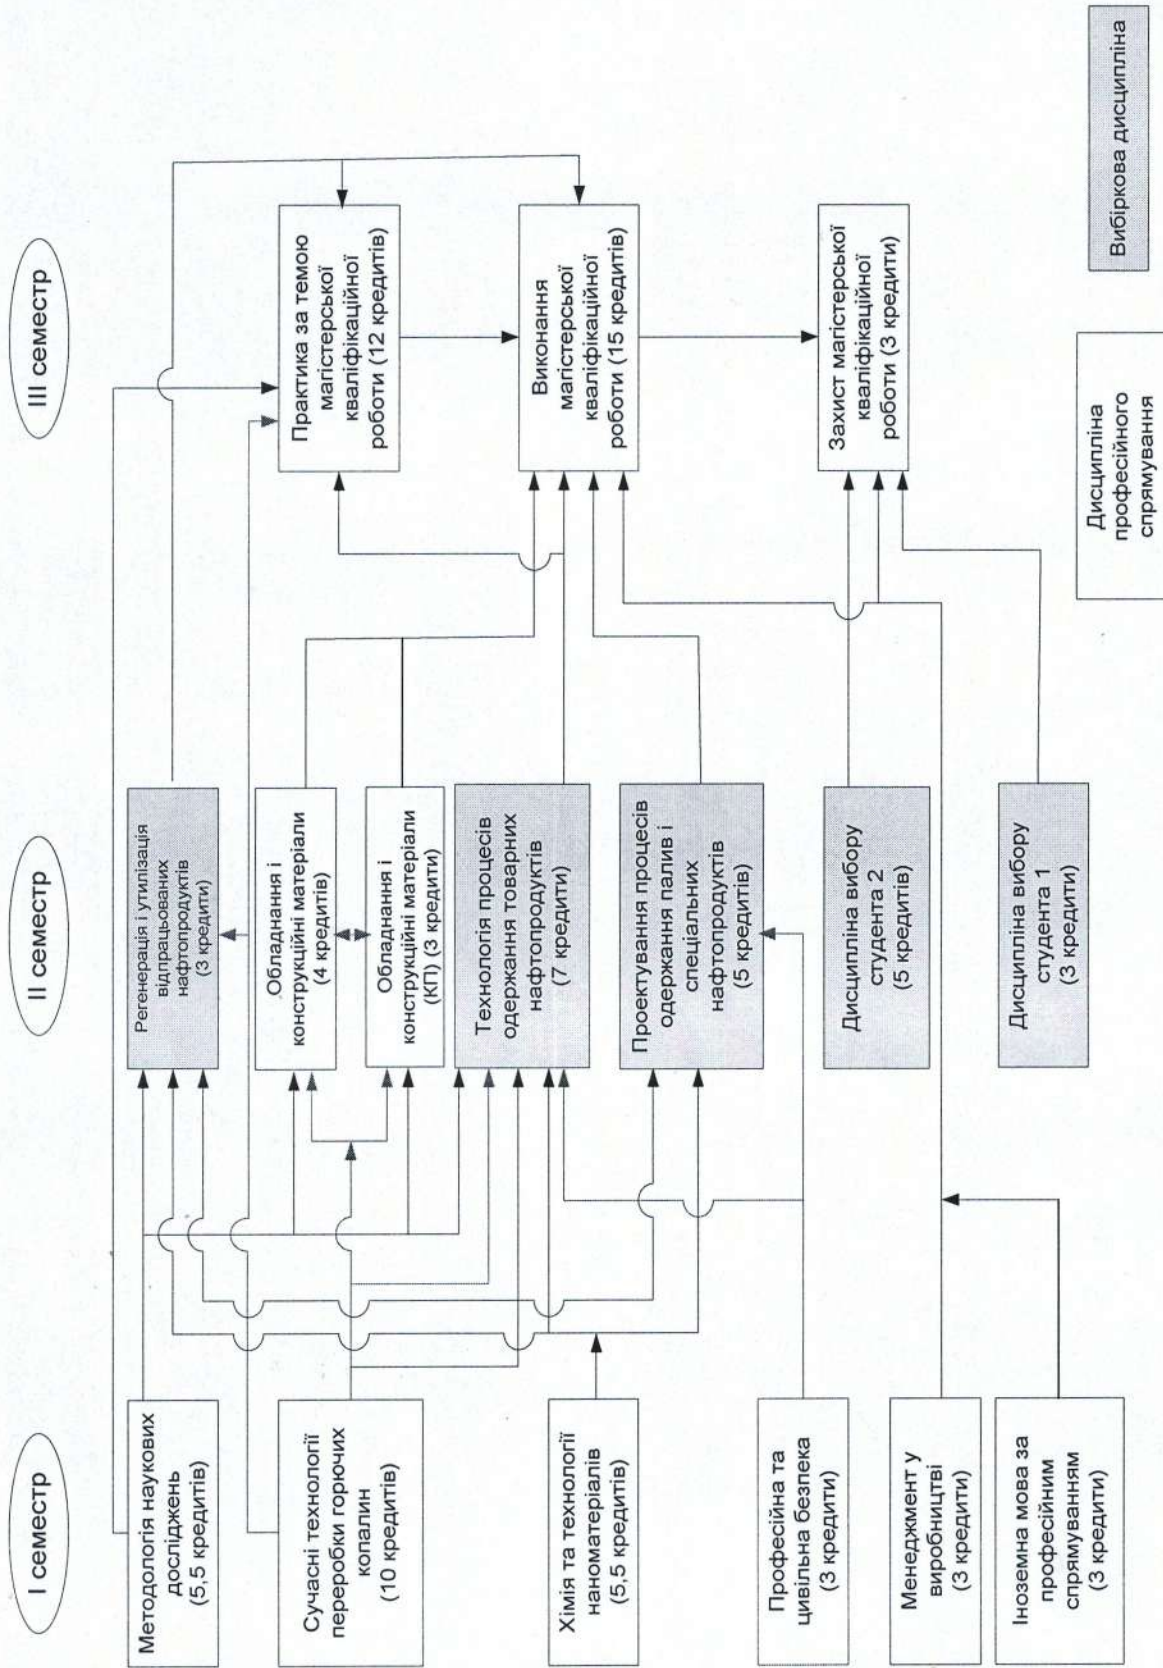 І семестр
ІІ семестр
ІІІ семестр
Методологія наукових
досліджень
(5,5 кредитів)
Сучасні технології
переробки горючих
копалин
(10 кредитів)
Хімія та технології
наноматеріалів
(5,5 кредитів)
Професійна та
цивільна безпека
(3 кредити)
Менеджмент у
виробництві
(3 кредити)
Іноземна мова за
професійним
спрямуванням
(3 кредити)
Регенерація і утилізація
відпрацьованих
нафтопродуктів
(3 кредити)
Обладнання і
конструкційні матеріали
(4 кредитів)
Обладнання і
конструкційні матеріали
(КП) (3 кредити)
Технологія процесів
одержання товарних
нафтопродуктів
(7 кредити)
Проектування процесів
одержання палив і
спеціальних
нафтопродуктів
(5 кредитів)
Дисципліна вибору
студента 2
(5 кредитів)
Дисципліна вибору
студента 1
(3 кредити)
Практика за темою
магістерської
кваліфікаційної
роботи (12 кредитів)
Виконання
магістерської
кваліфікаційної
роботи (15 кредитів)
Захист магістерської
кваліфікаційної
роботи (3 кредити)
Дисципліна
професійного
спрямування
Вибіркова дисципліна